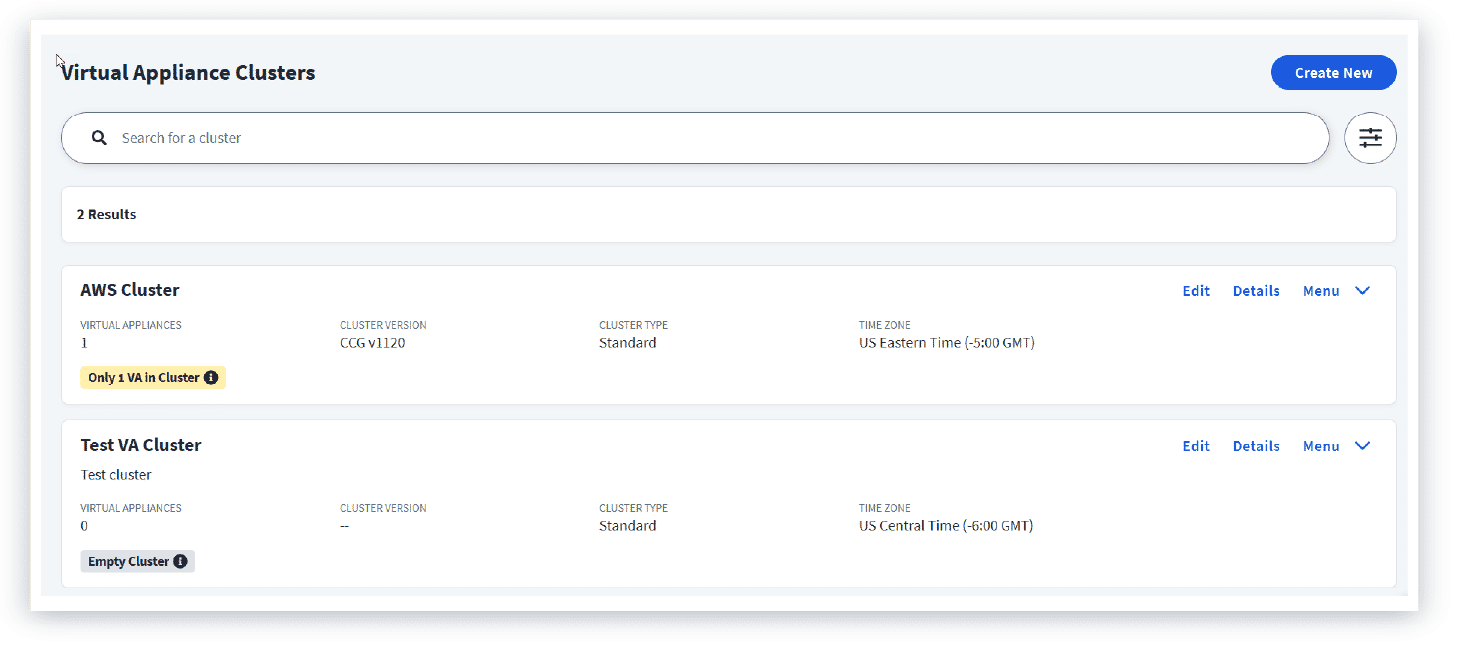 Virtual Appliance Clusters
Create New
Search for a cluster
2 Results
AWS Cluster
Edit Details Menu
VIRTUAL APPLIANCES CLUSTER VERSION CLUSTER TYPE TIME ZONE
1 CCG v1120 Standard US Eastern Time (-5:00 GMT)
Only 1 VA in Cluster
Test VA Cluster
Edit Details Menu
Test cluster
VIRTUAL APPLIANCES CLUSTER VERSION CLUSTER TYPE TIME ZONE
0 -- Standard US Central Time (-6:00 GMT)
Empty Cluster